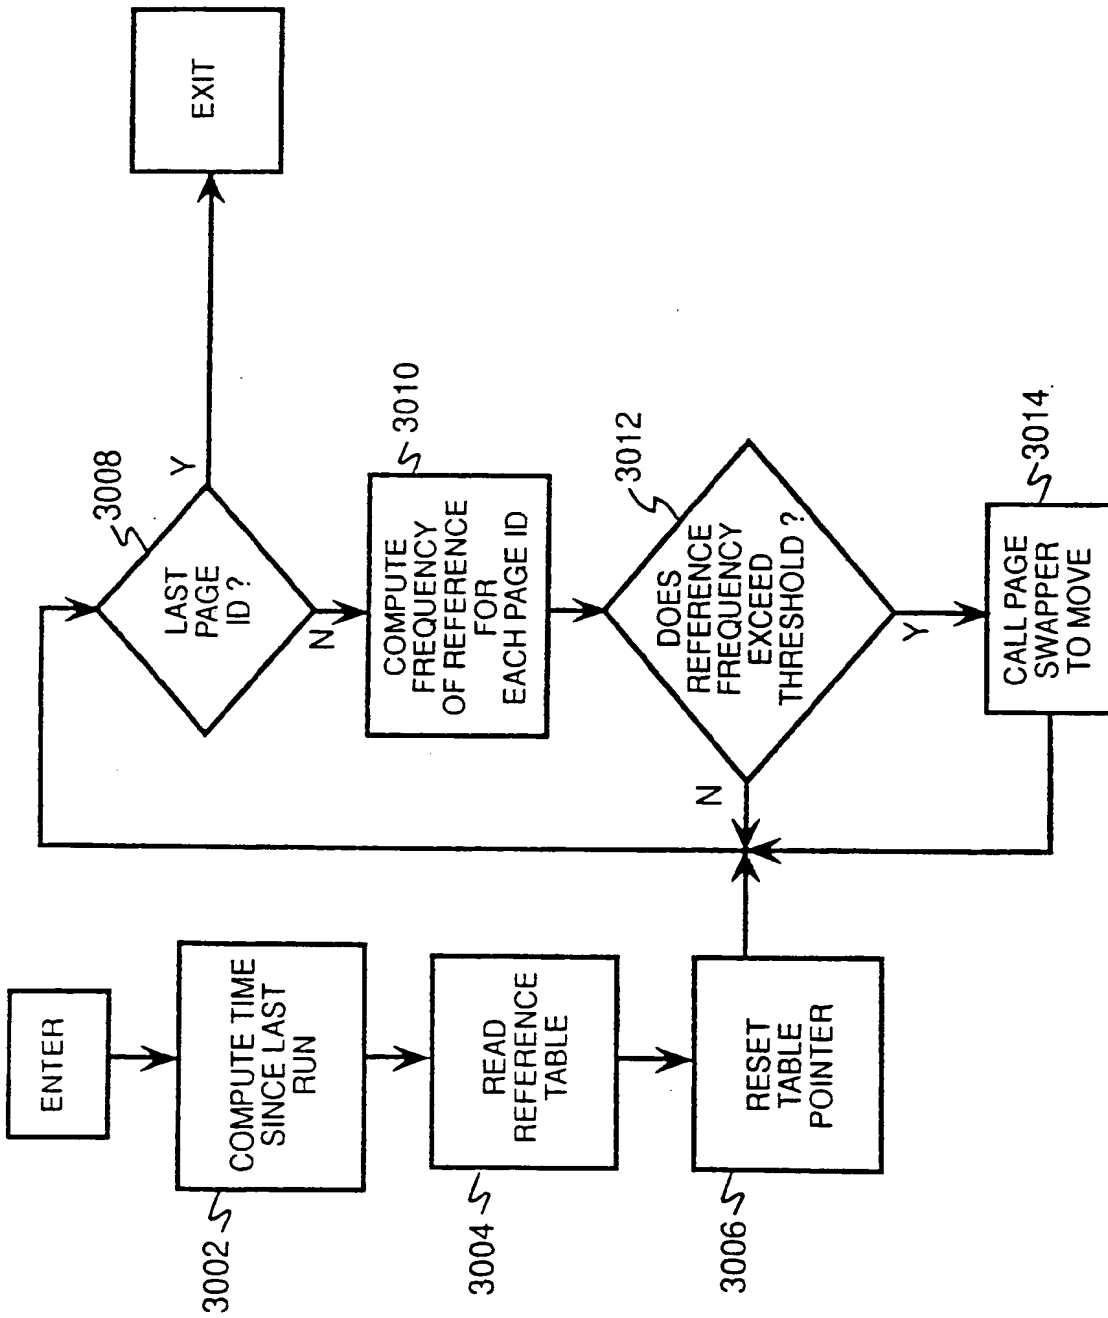 ENTER
COMPUTE TIME
SINCE LAST
RUN
3002
READ
REFERENCE
TABLE
3004
RESET
TABLE
POINTER
3006
LAST
PAGE
ID ?
3008
Y
N
EXIT
COMPUTE
FREQUENCY
OF REFERENCE
FOR
EACH PAGE ID
3010
DOES
REFERENCE
FREQUENCY
EXCEED
THRESHOLD ?
3012
N
Y
CALL PAGE
SWAPPER
TO MOVE
3014